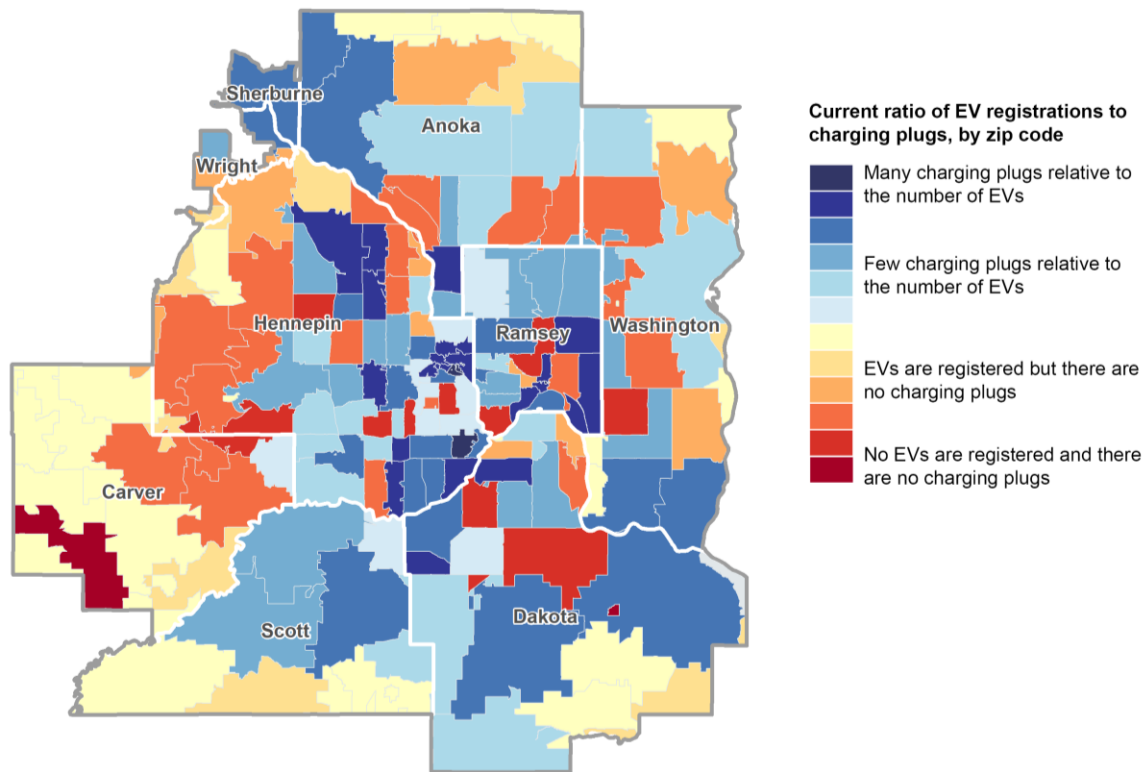 Sherburne
Anoka
Wright
Hennepin
Ramsey
Washington
Carver
Scott
Dakota
Current ratio of EV registrations to
charging plugs, by zip code
Many charging plugs relative to
the number of EVs
Few charging plugs relative to
the number of EVs
EVs are registered but there are
no charging plugs
No EVs are registered and there
are no charging plugs